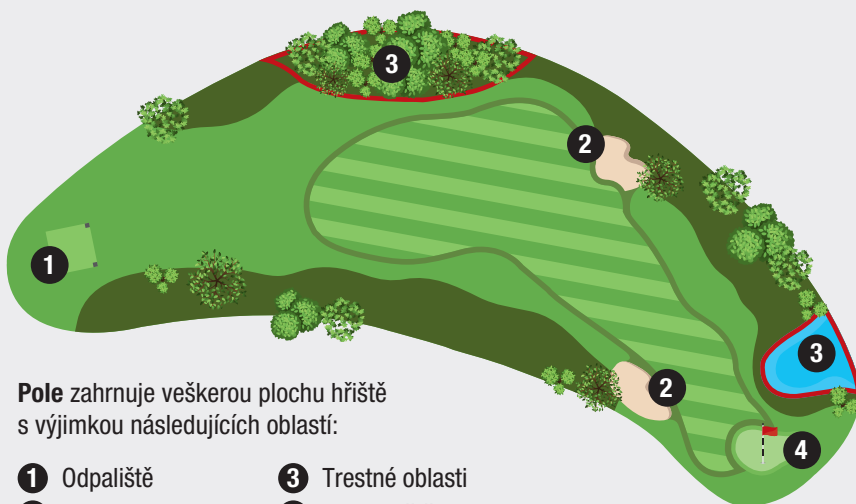 3
2
1
3
2
4
Pole zahrnuje veškerou plochu hřiště
s výjimkou následujících oblastí:
1 Odpaliště 3 Trestné oblasti